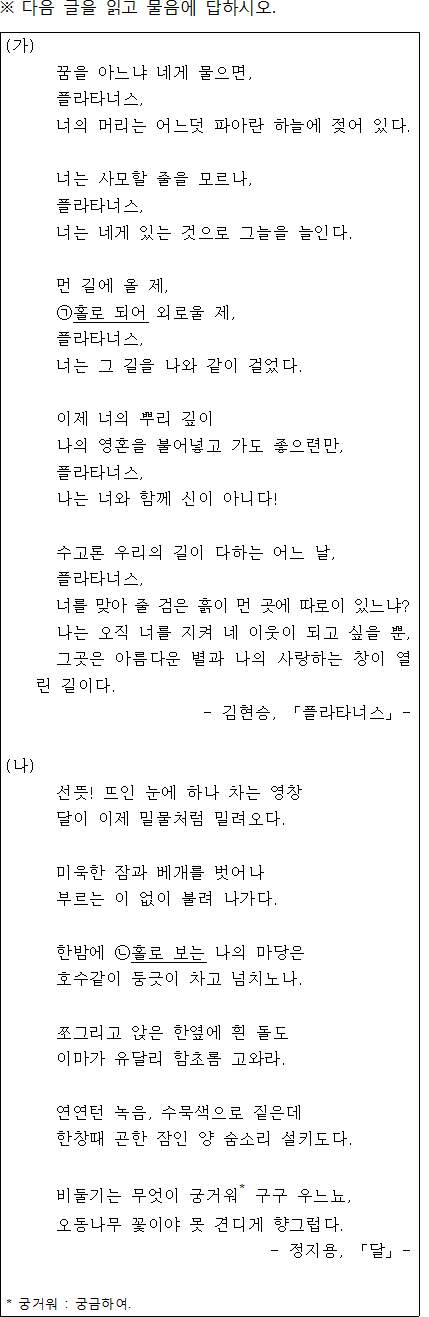 ※ 다음 글을 읽고 물음에 답하시오.
(가)
꿈을 아느냐 네게 물으면,
플라타너스,
너의 머리는 어느덧 파아란 하늘에 젖어 있다.
너는 사모할 줄을 모르나,
플라타너스,
너는 네게 있는 것으로 그늘을 늘인다.
먼 길에 올 제,
㉠홀로 되어 외로울 제,
플라타너스,
너는 그 길을 나와 같이 걸었다.
이제 너의 뿌리 깊이
나의 영혼을 불어넣고 가도 좋으련만,
플라타너스,
나는 너와 함께 신이 아니다!
수고론 우리의 길이 다하는 어느 날,
플라타너스,
너를 맞아 줄 검은 흙이 먼 곳에 따로이 있느냐?
나는 오직 너를 지켜 네 이웃이 되고 싶을 뿐,
그곳은 아름다운 별과 나의 사랑하는 창이 열
린 길이다.
- 김현승, 「플라타너스」-
(나)
선뜻! 뜨인 눈에 하나 차는 영창
달이 이제 밀물처럼 밀려오다.
미욱한 잠과 베개를 벗어나
부르는 이 없이 불려 나가다.
한밤에 ㉡홀로 보는 나의 마당은
호수같이 둥긋이 차고 넘치노나.
쪼그리고 앉은 한옆에 흰 돌도
이마가 유달리 함초롬 고와라.
연연턴 녹음, 수묵색으로 짙은데
한창때 곤한 잠인 양 숨소리 설키도다.
비둘기는 무엇이 궁거워* 구구 우느뇨,
오동나무 꽃이야 못 견디게 향그럽다.
- 정지용, 「달」-
* 궁거워 : 궁금하여.